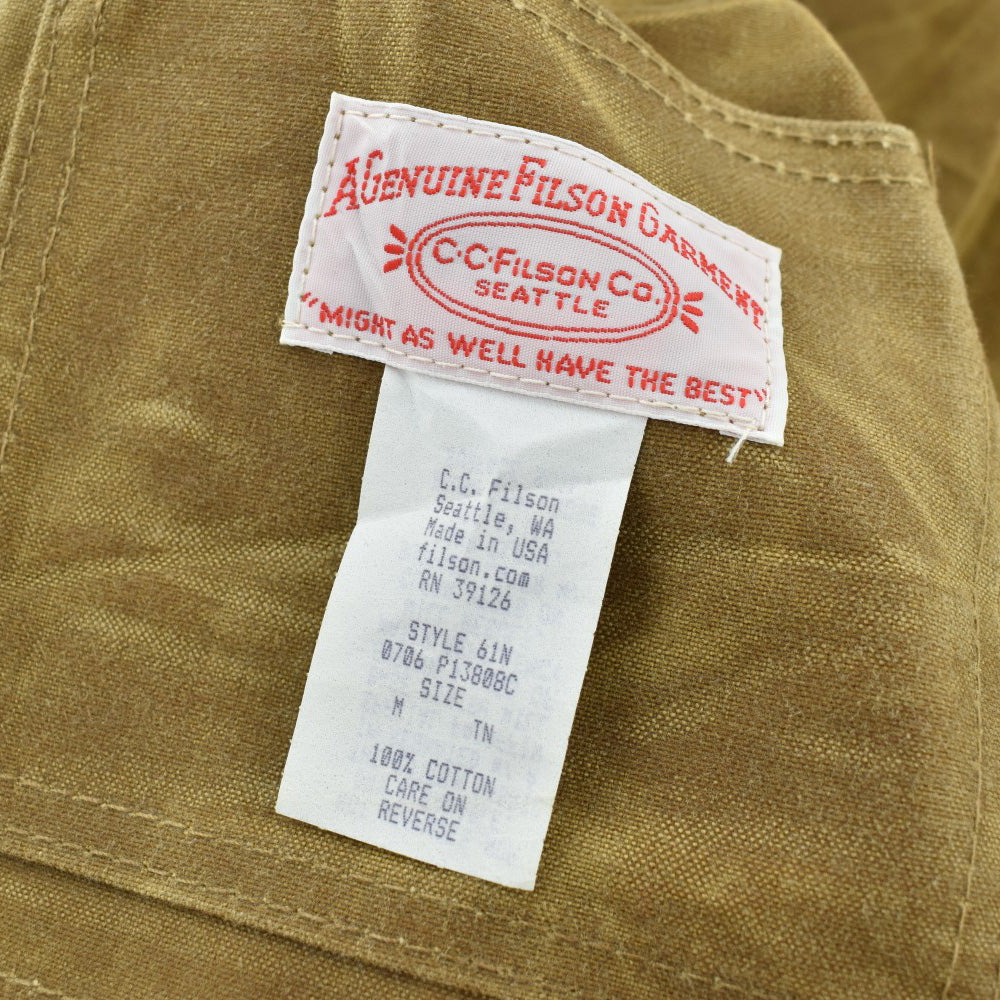 A GENUINE FILSON GARMENT
C·C·FILSON CO.
SEATTLE
"MIGHT AS WELL HAVE THE BEST"
C.C. Filson
Seattle, WA
Made in USA
filson.com
RN 39126
STYLE 61N
0706 P13808C
SIZE
M TN
100% COTTON
CARE ON
REVERSE